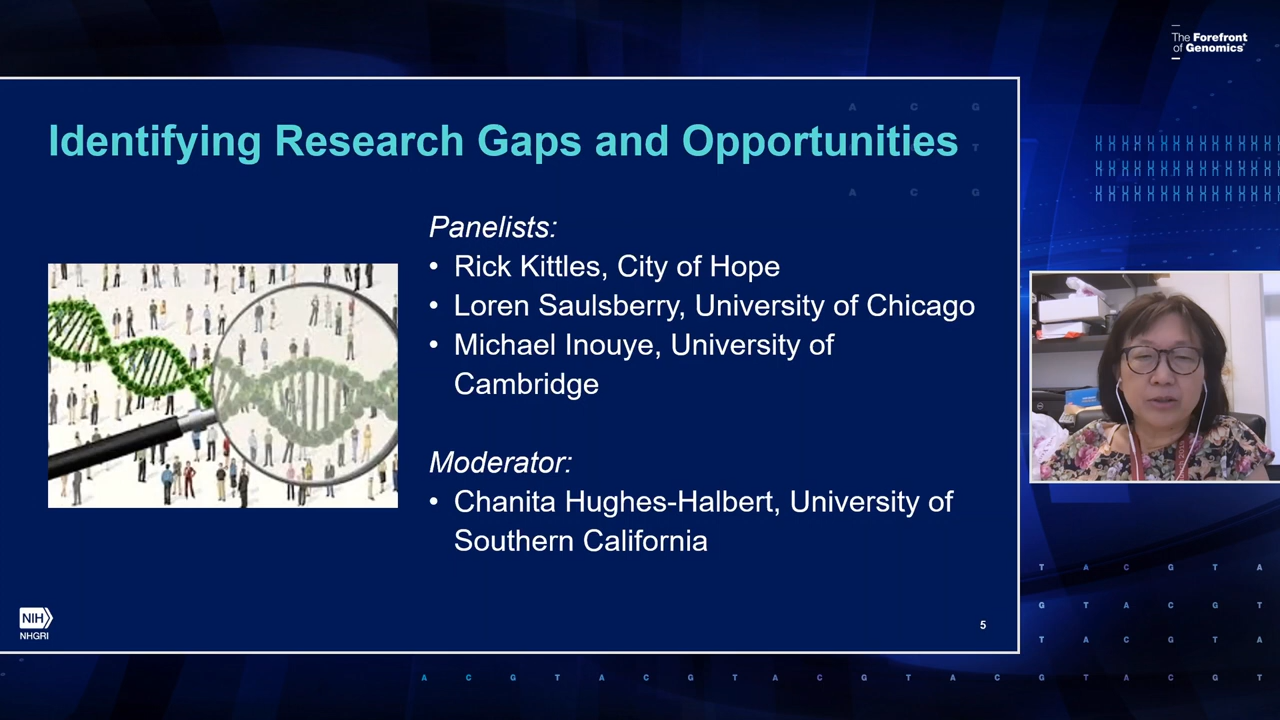 The Forefront
of Genomics®
A C G
Identifying Research Gaps and Opportunities
T
A C G
Panelists:
• Rick Kittles, City of Hope
• Loren Saulsberry, University of Chicago
• Michael Inouye, University of
Cambridge
Moderator:
• Chanita Hughes-Halbert, University of
Southern California
NIH
NHGRI
5
T A C G T A
G T A C G T
T A C G T A
A C G T A C G T A C G T A C G T A C G T